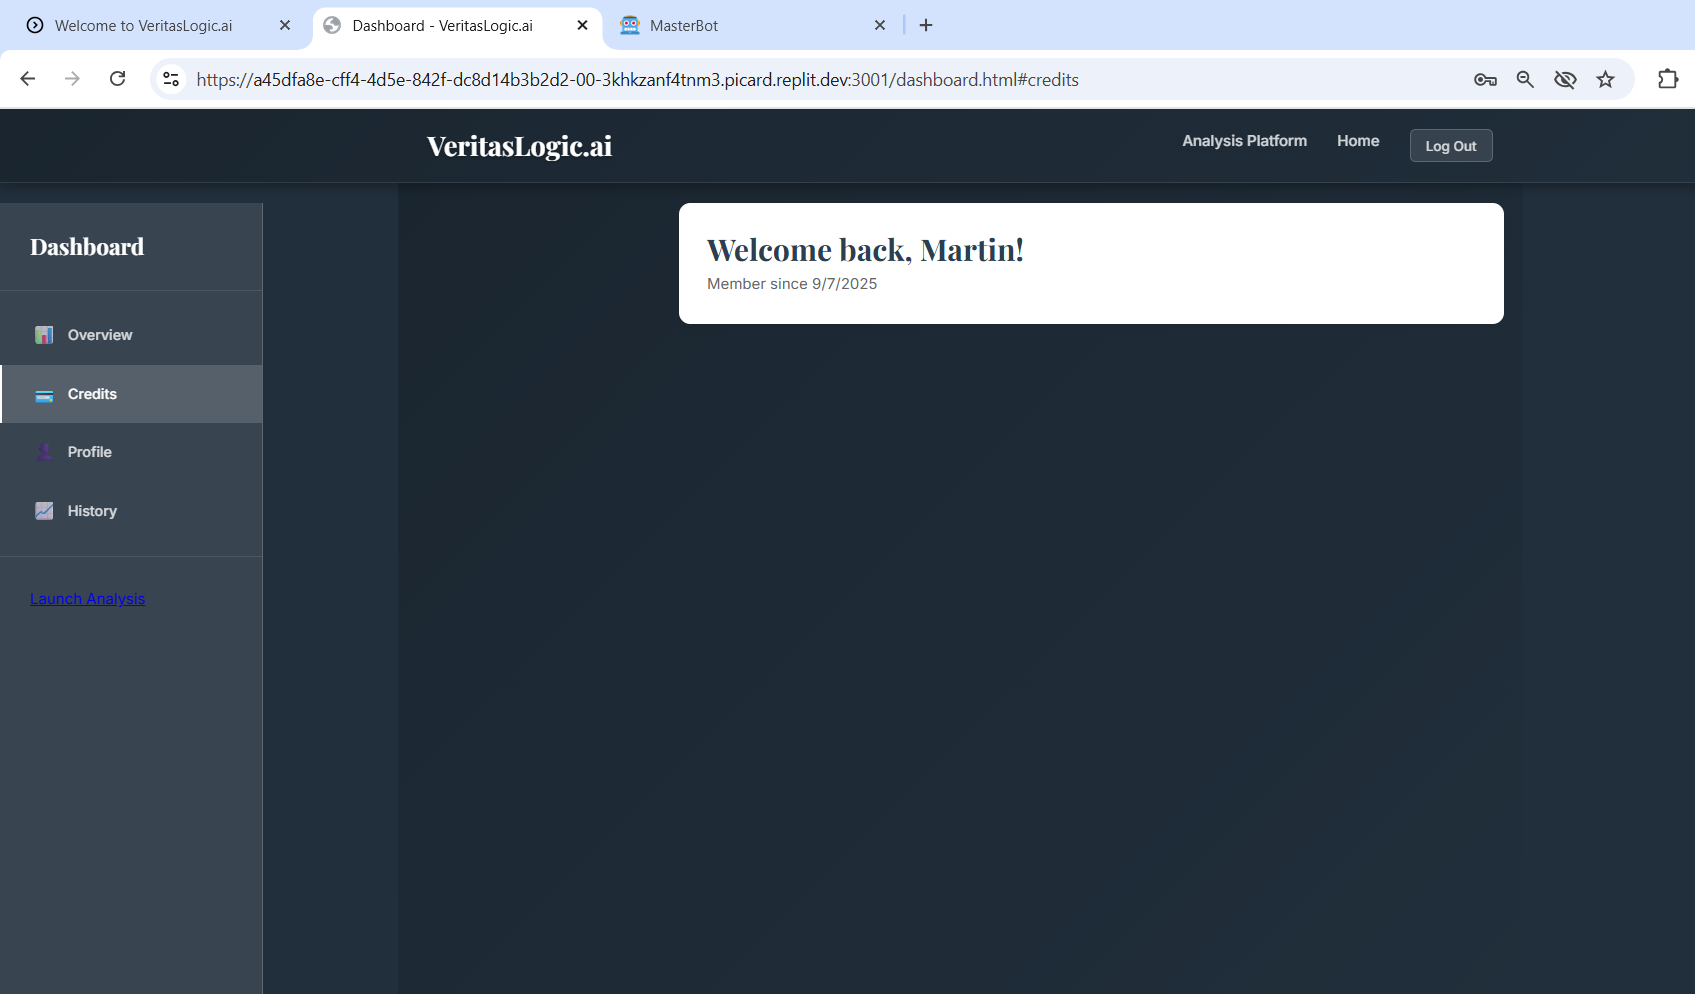 Welcome to VeritasLogic.ai
Dashboard - VeritasLogic.ai
MasterBot
https://a45dfa8e-cff4-4d5e-842f-dc8d14b3b2d2-00-3khkzanf4tnm3.picard.replit.dev:3001/dashboard.html#credits
VeritasLogic.ai
Analysis Platform
Home
Log Out
Dashboard
Overview
Credits
Profile
History
Launch Analysis
Welcome back, Martin!
Member since 9/7/2025